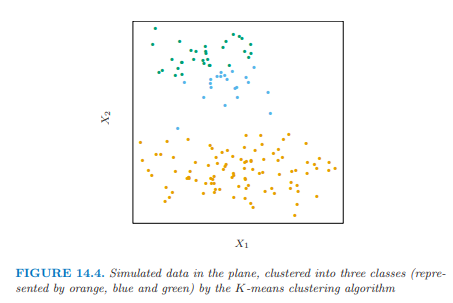 X2
X1
FIGURE 14.4. Simulated data in the plane, clustered into three classes (repre-
sented by orange, blue and green) by the K-means clustering algorithm